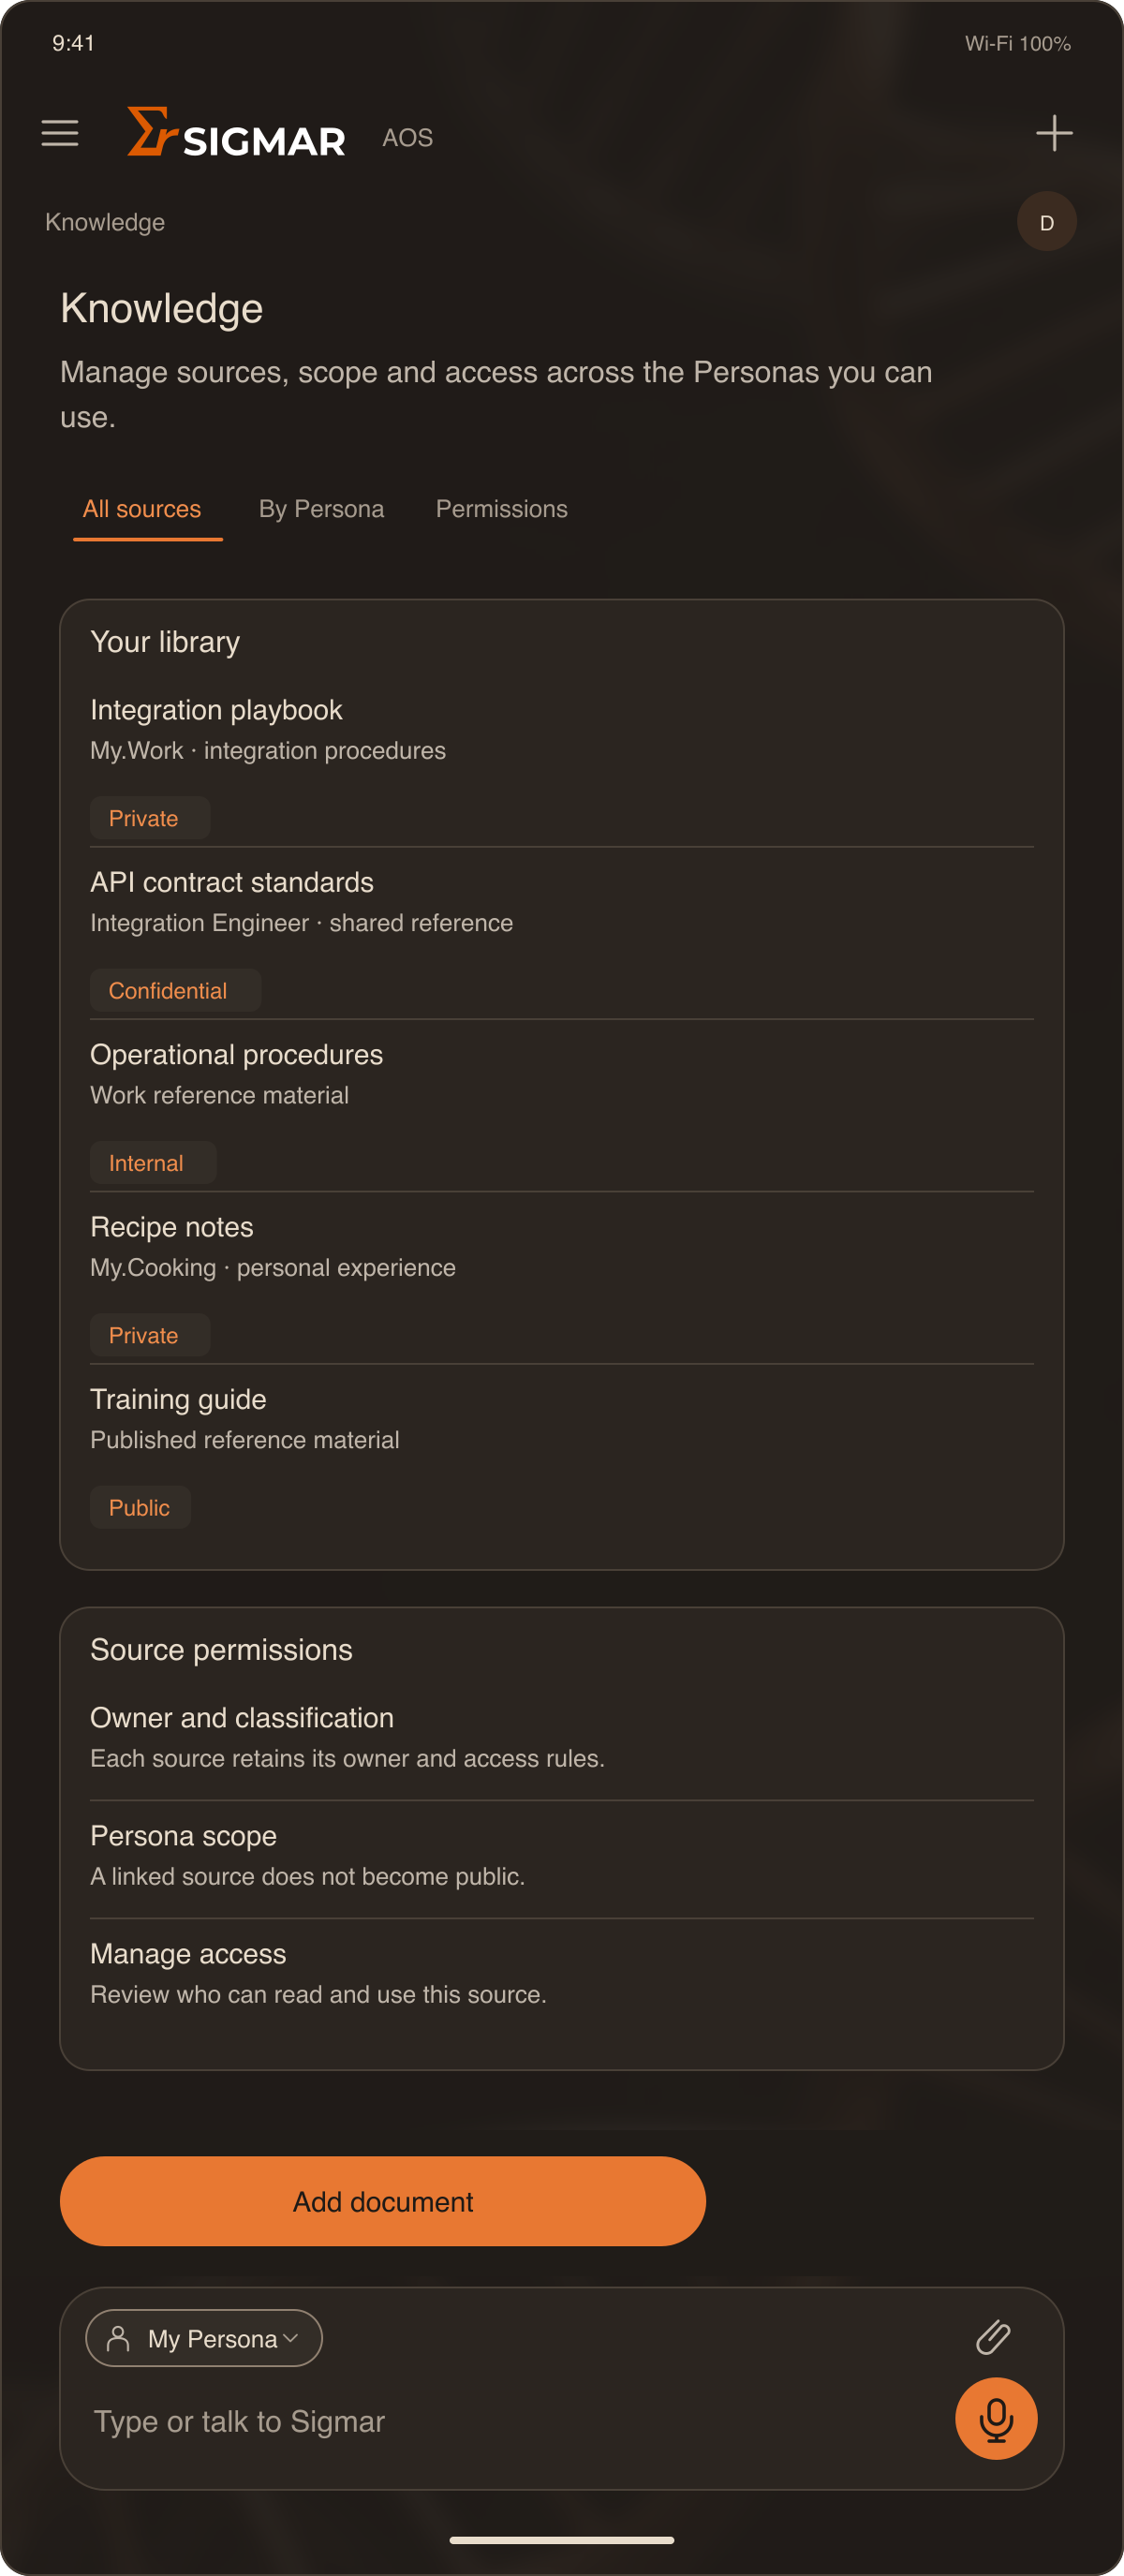 9:41
Wi-Fi 100%
Σr SIGMAR AOS
Knowledge
D
Knowledge
Manage sources, scope and access across the Personas you can
use.
All sources
By Persona
Permissions
Your library
Integration playbook
My.Work · integration procedures
Private
API contract standards
Integration Engineer · shared reference
Confidential
Operational procedures
Work reference material
Internal
Recipe notes
My.Cooking · personal experience
Private
Training guide
Published reference material
Public
Source permissions
Owner and classification
Each source retains its owner and access rules.
Persona scope
A linked source does not become public.
Manage access
Review who can read and use this source.
Add document
My Persona
Type or talk to Sigmar